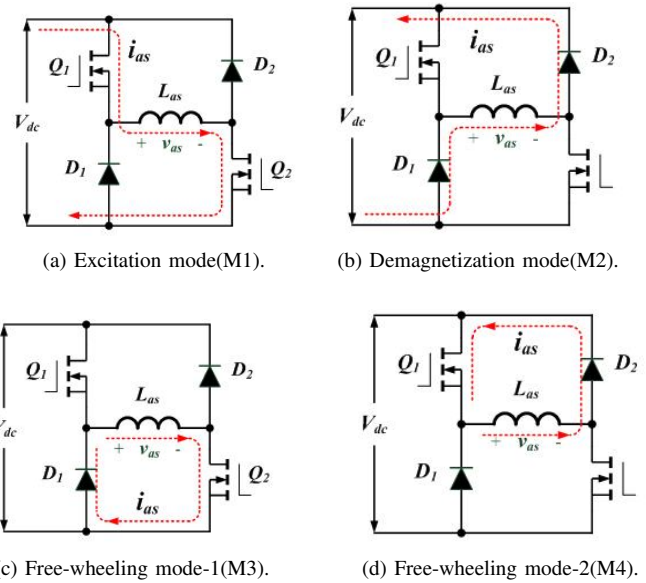 Q1 ias D2
Las
Vdc
+ vas -
D1 Q2
(a) Excitation mode(M1).
ias
Q1 D2
Las
Vdc
+ vas -
D1
(b) Demagnetization mode(M2).
Q1 D2
Las
Vdc
+ vas -
D1 Q2
ias
(c) Free-wheeling mode-1(M3).
ias
Q1 D2
Las
Vdc
+ vas -
D1
(d) Free-wheeling mode-2(M4).